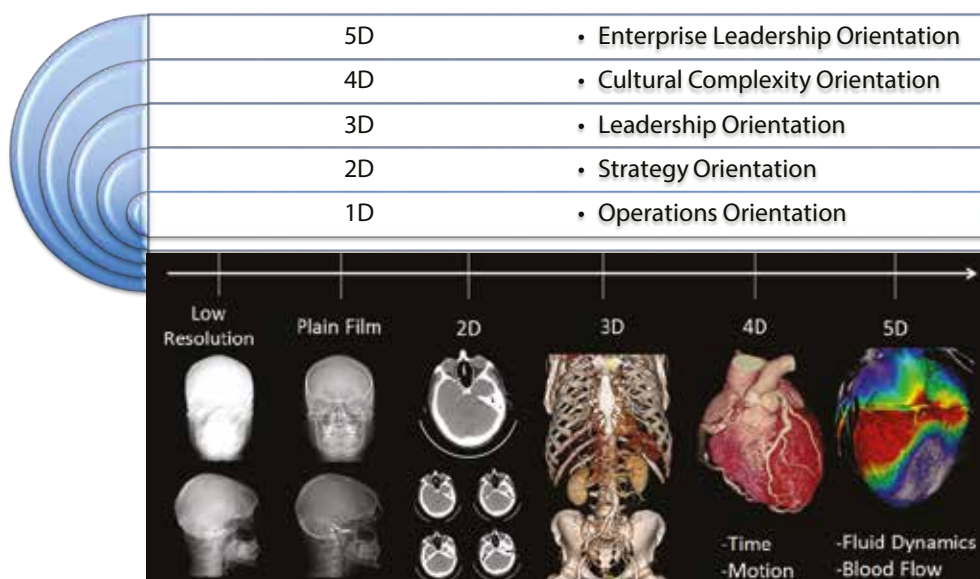 5D • Enterprise Leadership Orientation
4D • Cultural Complexity Orientation
3D • Leadership Orientation
2D • Strategy Orientation
1D • Operations Orientation
Low
Resolution
Plain Film
2D
3D
4D
5D
-Time
-Motion
-Fluid Dynamics
-Blood Flow